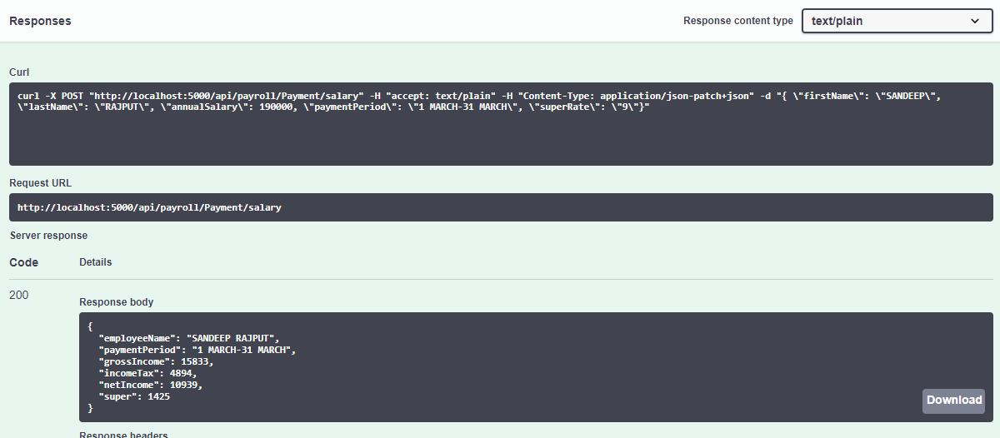 Responses
Response content type
text/plain
Curl
curl -X POST "http://localhost:5000/api/payroll/Payment/salary" -H "accept: text/plain" -H "Content-Type: application/json-patch+json" -d "{ \"firstName\": \"SANDEEP\",
\"lastName\": \"RAJPUT\", \"annualSalary\": 190000, \"paymentPeriod\": \"1 MARCH-31 MARCH\", \"superRate\": \"9\"}"
Request URL
http://localhost:5000/api/payroll/Payment/salary
Server response
Code Details
200
Response body
{
"employeeName": "SANDEEP RAJPUT",
"paymentPeriod": "1 MARCH-31 MARCH",
"grossIncome": 15833,
"incomeTax": 4894,
"netIncome": 10939,
"super": 1425
}
Download
Response headers